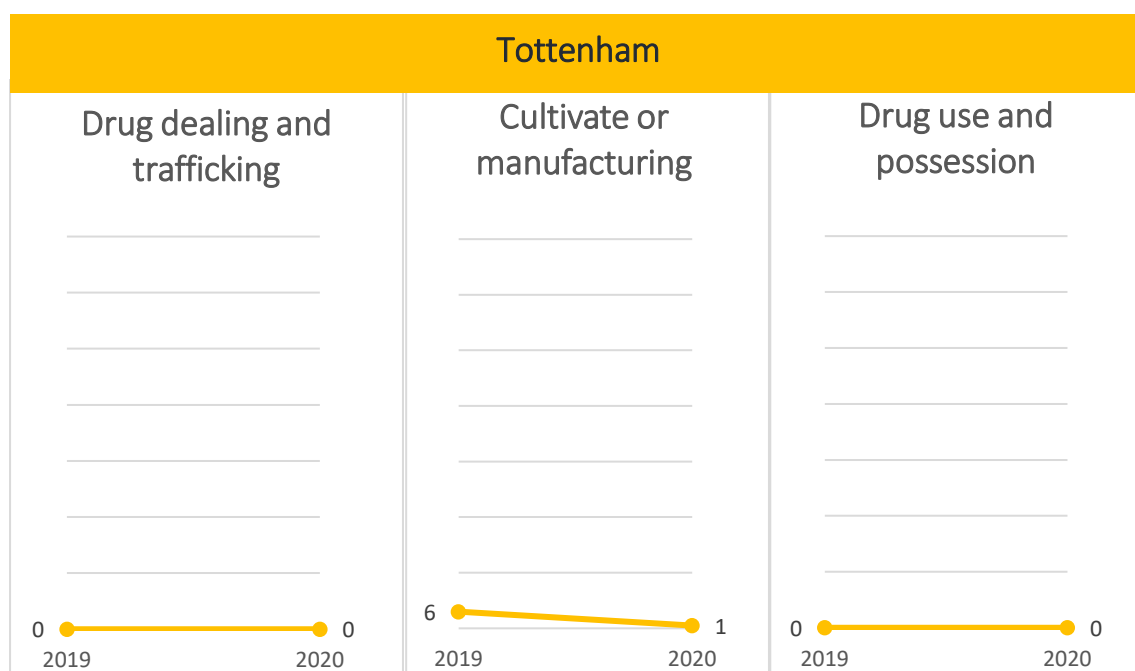 Tottenham
Drug dealing and
trafficking
0
0
2019
2020
Cultivate or
manufacturing
6
1
2019
2020
Drug use and
possession
0
0
2019
2020